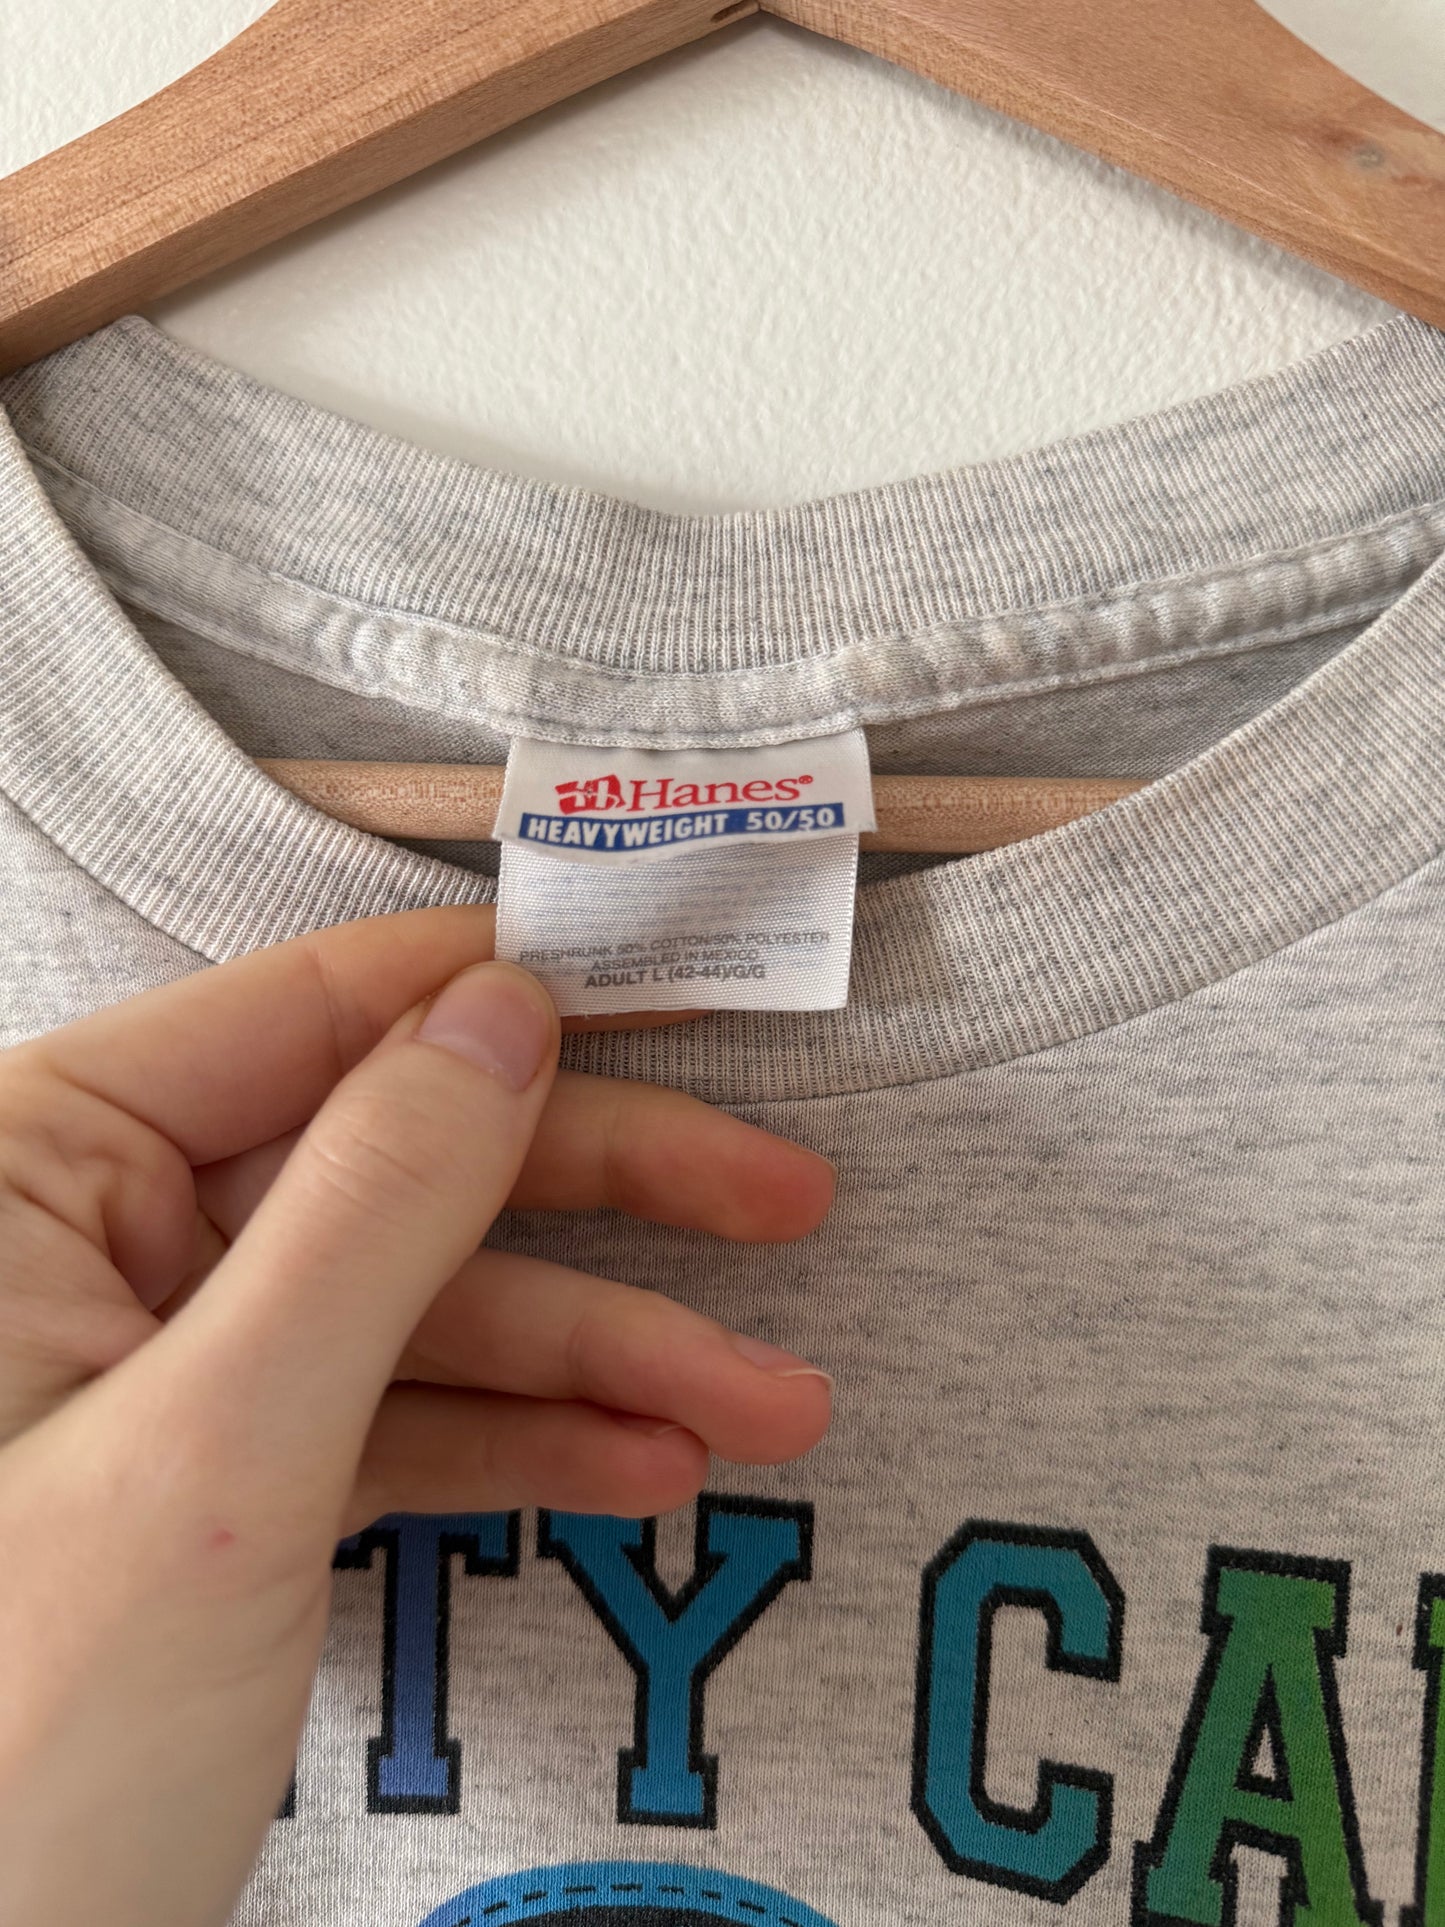 Hanes®
HEAVYWEIGHT 50/50
PRESHRUNK 50% COTTON/50% POLYESTER
ASSEMBLED IN MEXICO
ADULT L (42-44)/G/G
TY CA